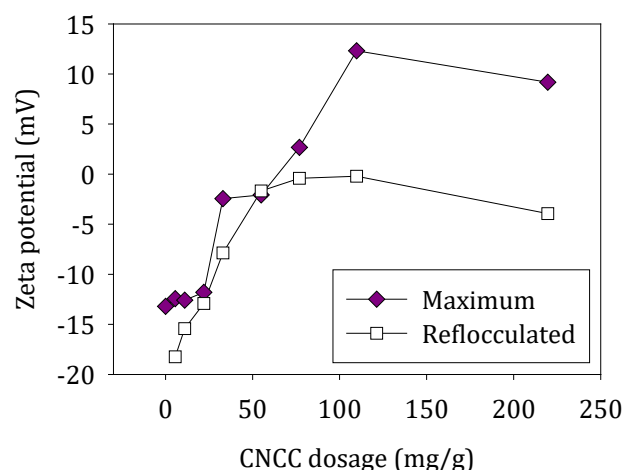 15
10
5
0
-5
-10
-15
-20
Zeta potential (mV)
Maximum
Reflocculated
0 50 100 150 200 250
CNCC dosage (mg/g)